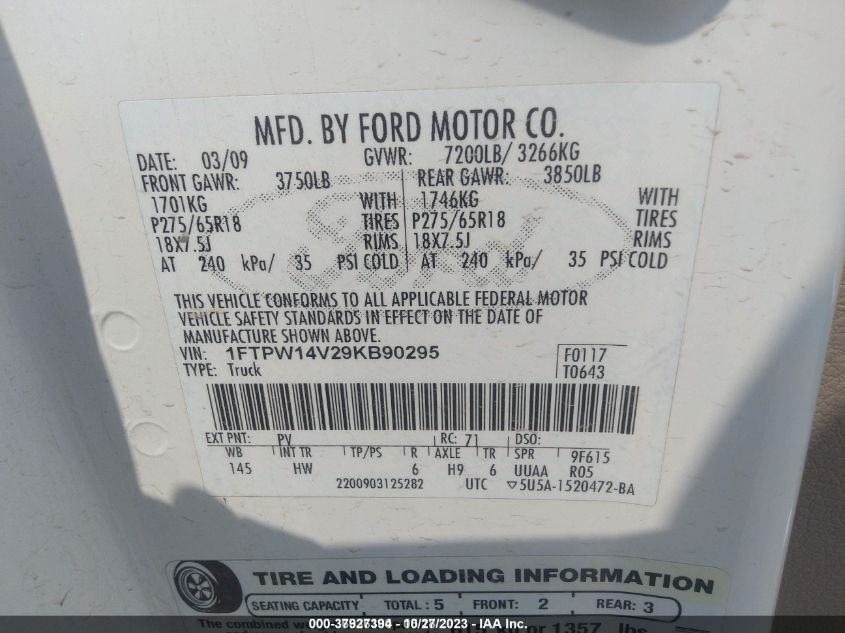 MFD. BY FORD MOTOR CO.
DATE: 03/09 GVWR: 7200LB/ 3266KG
FRONT GAWR: 3750LB REAR GAWR: 3850LB
1701KG WITH 1746KG WITH
P275/65R18 TIRES P275/65R18 TIRES
18X7.5J RIMS 18X7.5J RIMS
AT 240 kPa/ 35 PSI COLD AT 240 kPa/ 35 PSI COLD
THIS VEHICLE CONFORMS TO ALL APPLICABLE FEDERAL MOTOR
VEHICLE SAFETY STANDARDS IN EFFECT ON THE DATE OF
MANUFACTURE SHOWN ABOVE.
VIN: 1FTPW14V29KB90295 F0117
TYPE: Truck T0643
EXT PNT: PV RC: 71 DSO:
WB INT TR TP/PS R AXLE TR SPR 9F615
145 HW 6 H9 6 UUAA R05
2200903125282 UTC ▽5U5A-1520472-BA
TIRE AND LOADING INFORMATION
SEATING CAPACITY TOTAL : 5 FRONT: 2 REAR: 3
The combined or 1357 lbs
000-37927394 - 10/27/2023 - IAAI Inc.